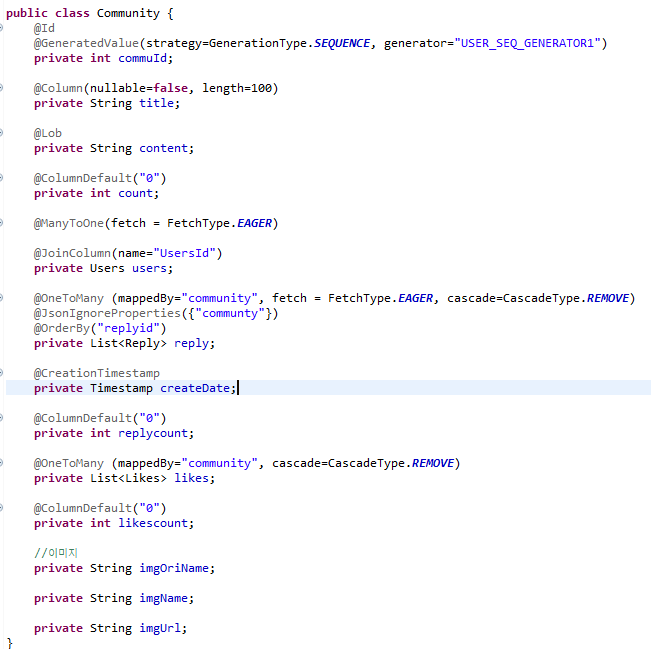 public class Community {
@Id
@GeneratedValue(strategy=GenerationType.SEQUENCE, generator="USER_SEQ_GENERATOR1")
private int commuId;
@Column(nullable=false, length=100)
private String title;
@Lob
private String content;
@ColumnDefault("0")
private int count;
@ManyToOne(fetch = FetchType.EAGER)
@JoinColumn(name="UsersId")
private Users users;
@OneToMany (mappedBy="community", fetch = FetchType.EAGER, cascade=CascadeType.REMOVE)
@JsonIgnoreProperties({"communty"})
@OrderBy("replyid")
private List<Reply> reply;
@CreationTimestamp
private Timestamp createDate;
@ColumnDefault("0")
private int replycount;
@OneToMany (mappedBy="community", cascade=CascadeType.REMOVE)
private List<Likes> likes;
@ColumnDefault("0")
private int likescount;
//이미지
private String imgOriName;
private String imgName;
private String imgUrl;
}